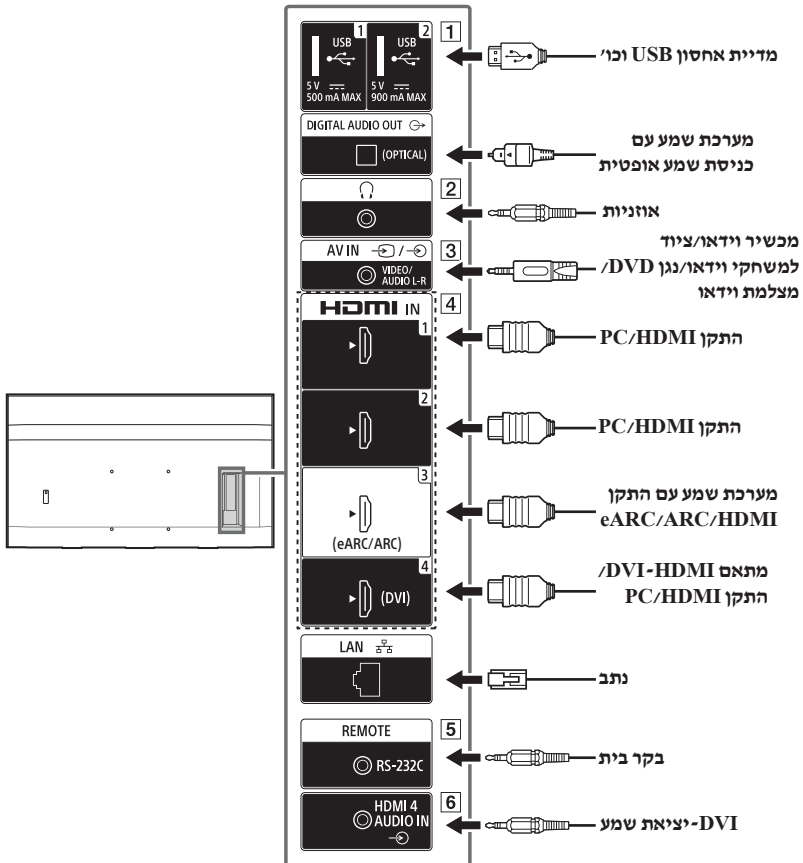 1
USB
5 V
500 mA MAX
2
USB
5 V
900 mA MAX
1
מדיית אחסון USB וכו'
DIGITAL AUDIO OUT
(OPTICAL)
מערכת שמע עם
כניסת שמע אופטית
2
אוזניות
AV IN /
3
VIDEO/
AUDIO L-R
מכשיר וידאו/ציוד
למשחקי וידאו/נגן DVD/
מצלמת וידאו
HDMI IN
4
1
התקן PC/HDMI
2
התקן PC/HDMI
3
(eARC/ARC)
מערכת שמע עם התקן
eARC/ARC/HDMI
4
(DVI)
מתאם DVI-HDMI/
התקן PC/HDMI
LAN
נתב
REMOTE
5
RS-232C
בקר בית
HDMI 4
AUDIO IN
6
DVI-יציאת שמע